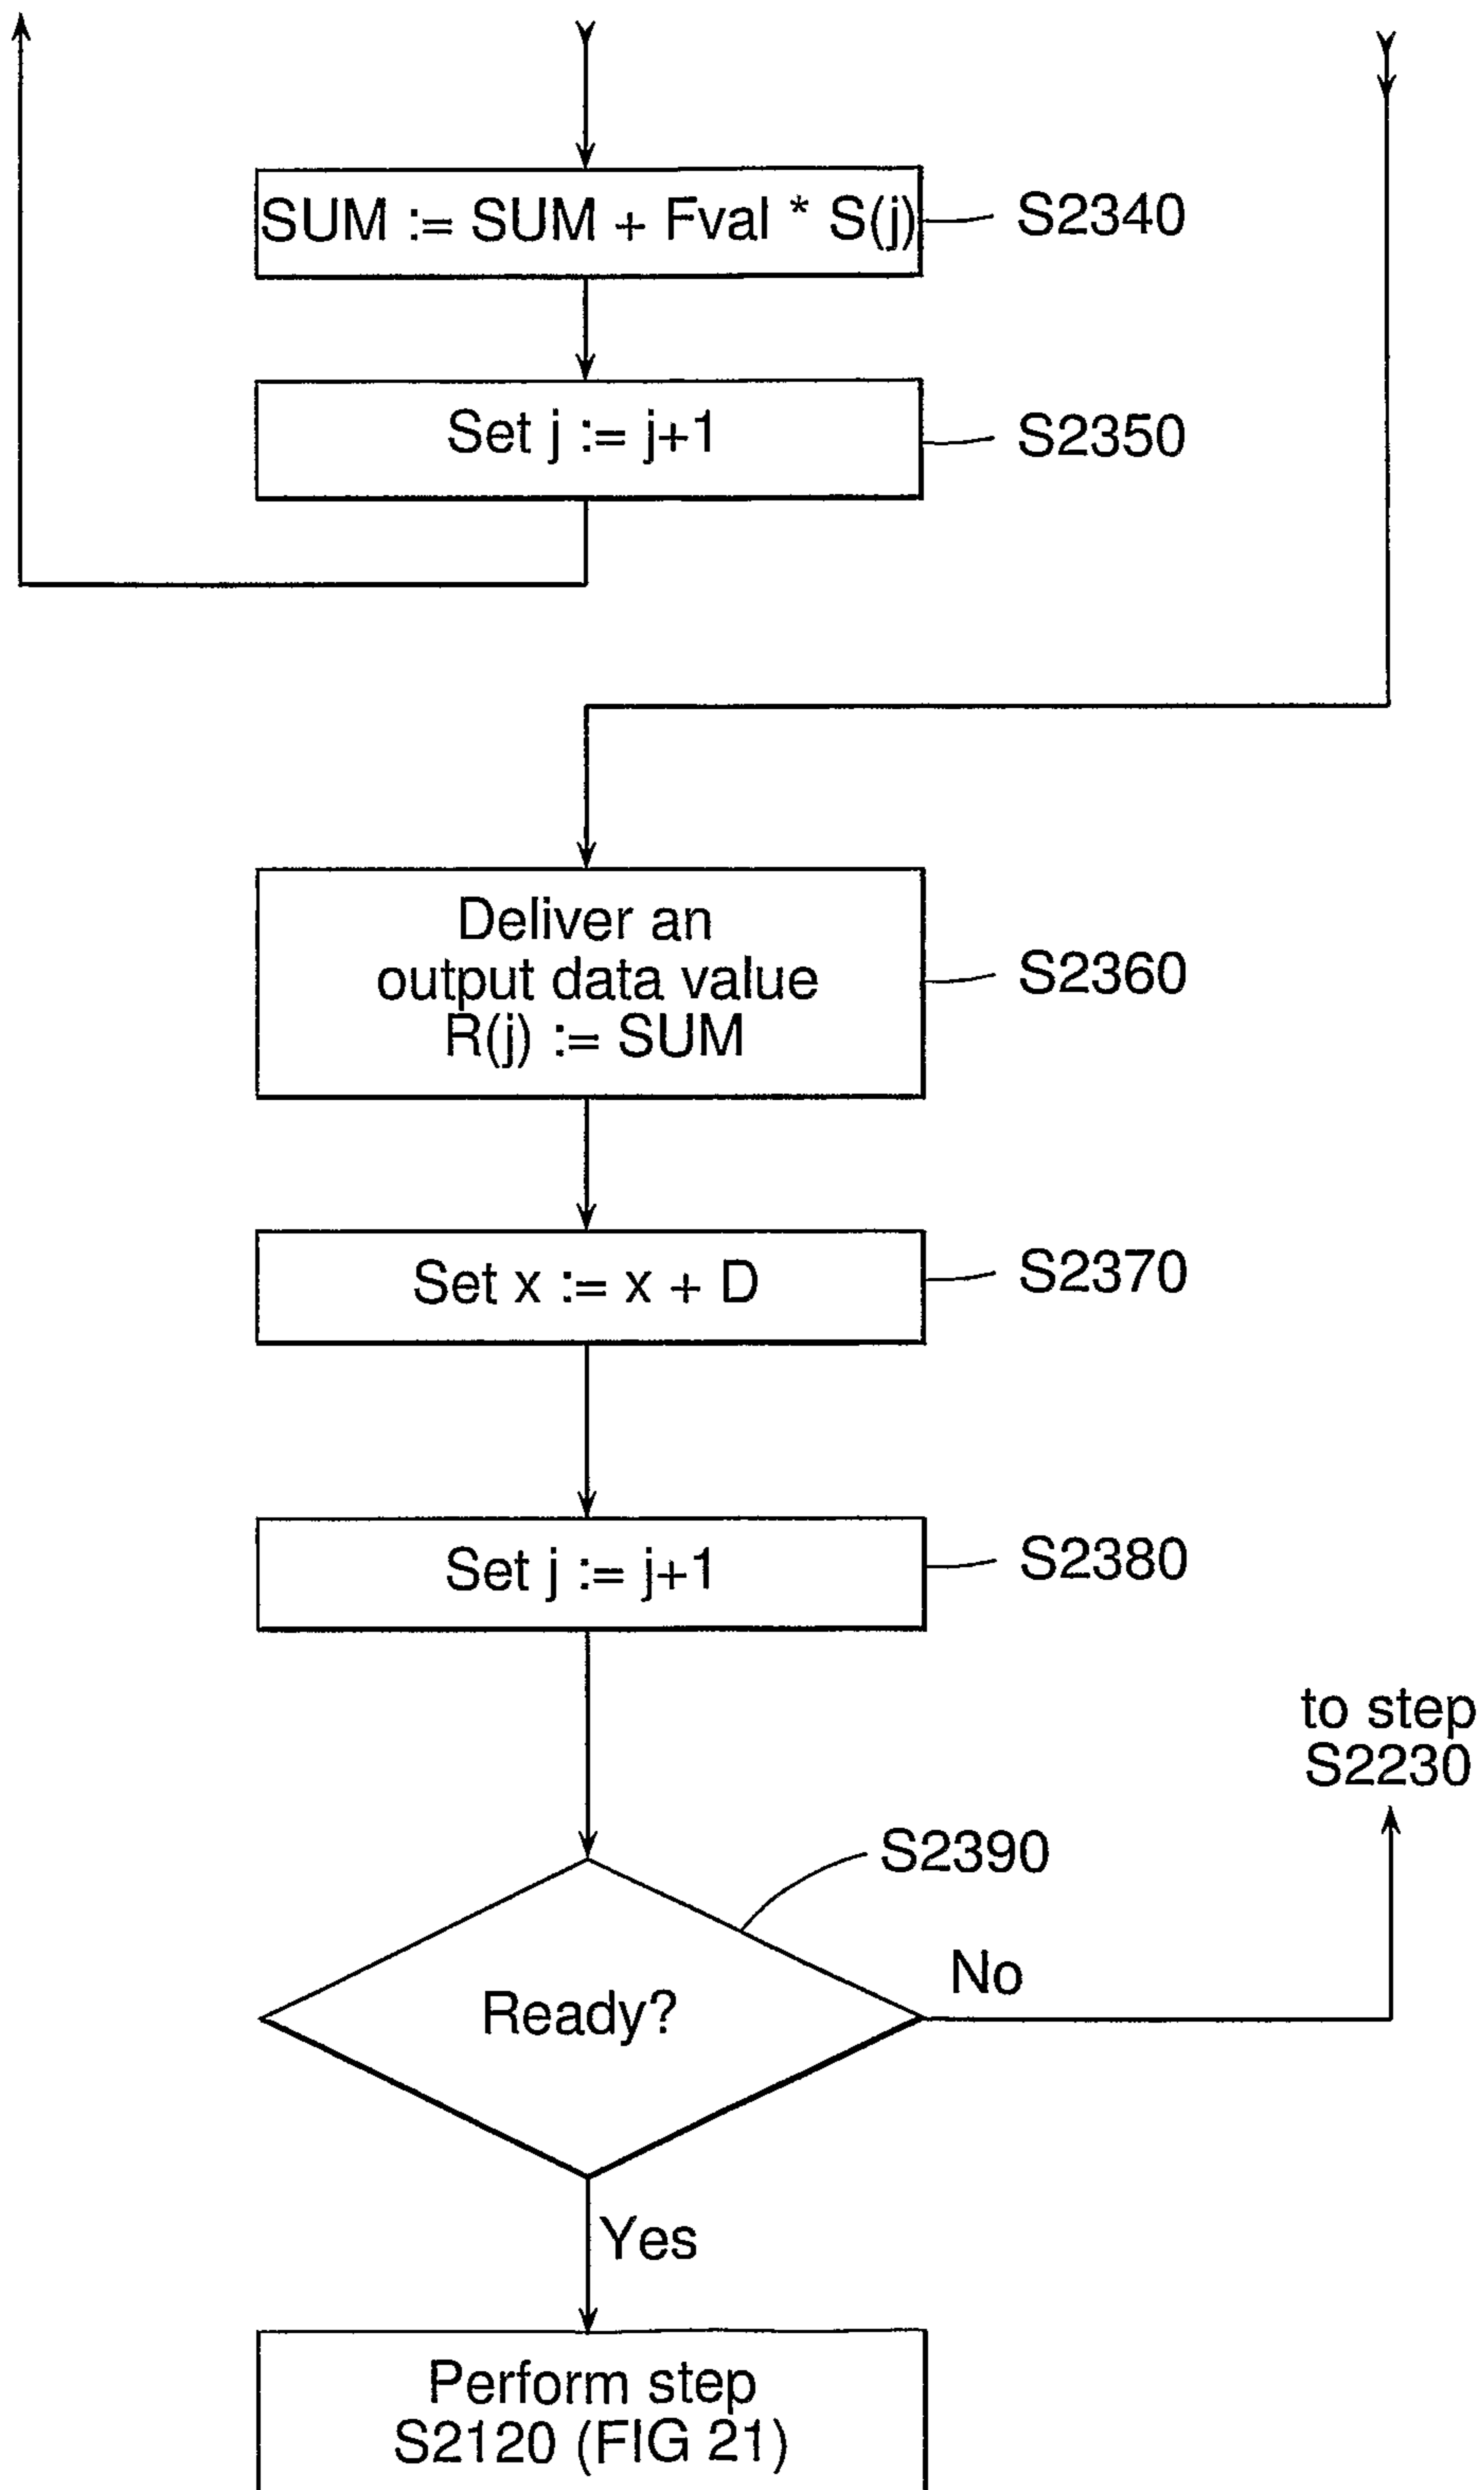 SUM := SUM + Fval * S(j)
S2340
Set j := j+1
S2350
Deliver an
output data value
R(j) := SUM
S2360
Set x := x + D
S2370
Set j := j+1
S2380
to step
S2230
S2390
Ready?
No
Yes
Perform step
S2120 (FIG 21)